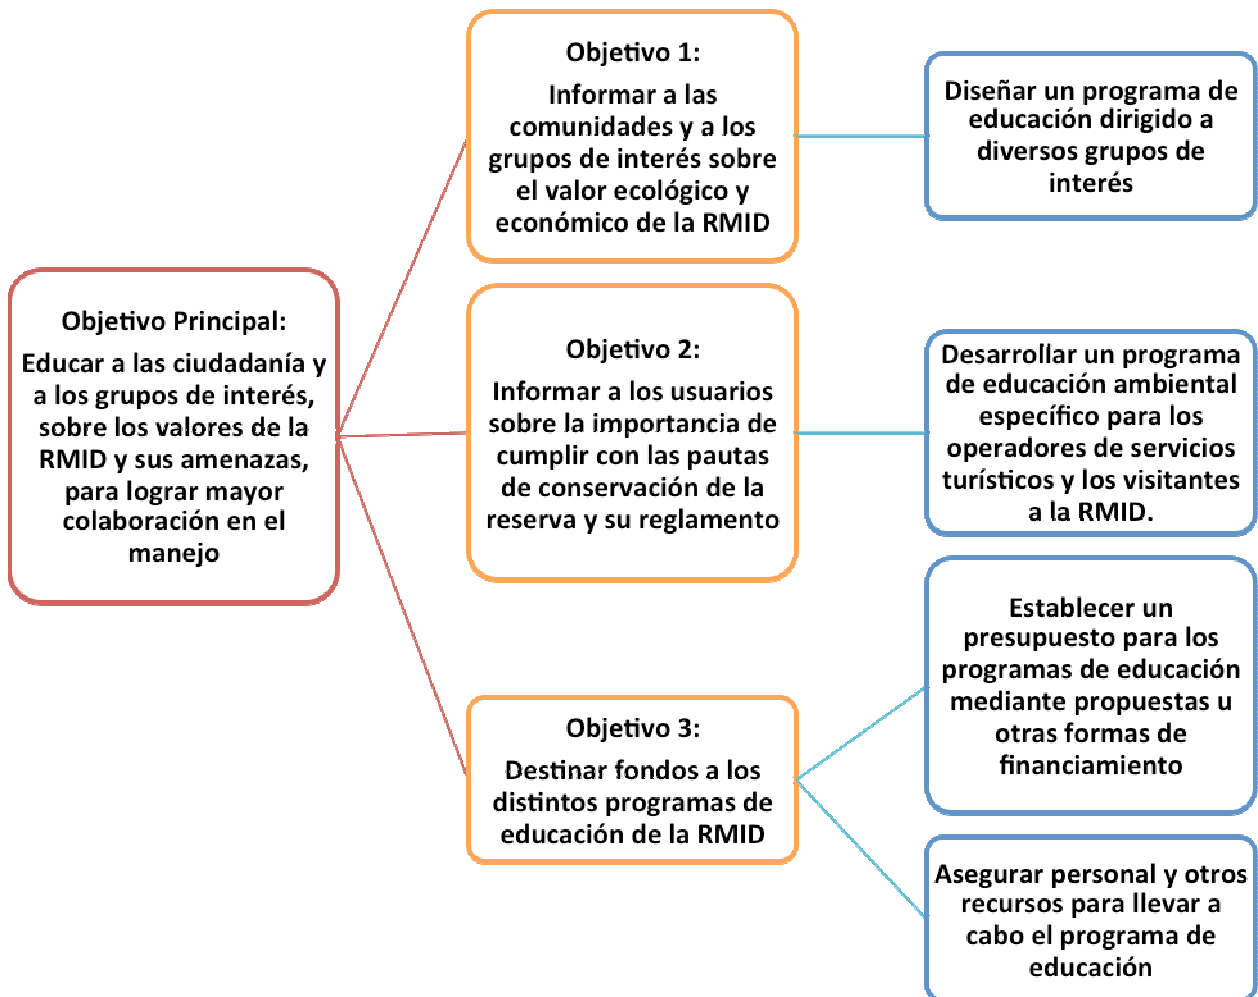 Objetivo Principal:
Educar a las ciudadanía y
a los grupos de interés,
sobre los valores de la
RMID y sus amenazas,
para lograr mayor
colaboración en el
manejo
Objetivo 1:
Informar a las
comunidades y a los
grupos de interés sobre
el valor ecológico y
económico de la RMID
Diseñar un programa de
educación dirigido a
diversos grupos de
interés
Objetivo 2:
Informar a los usuarios
sobre la importancia de
cumplir con las pautas
de conservación de la
reserva y su reglamento
Desarrollar un programa
de educación ambiental
específico para los
operadores de servicios
turísticos y los visitantes
a la RMID.
Objetivo 3:
Destinar fondos a los
distintos programas de
educación de la RMID
Establecer un
presupuesto para los
programas de educación
mediante propuestas u
otras formas de
financiamiento
Asegurar personal y otros
recursos para llevar a
cabo el programa de
educación